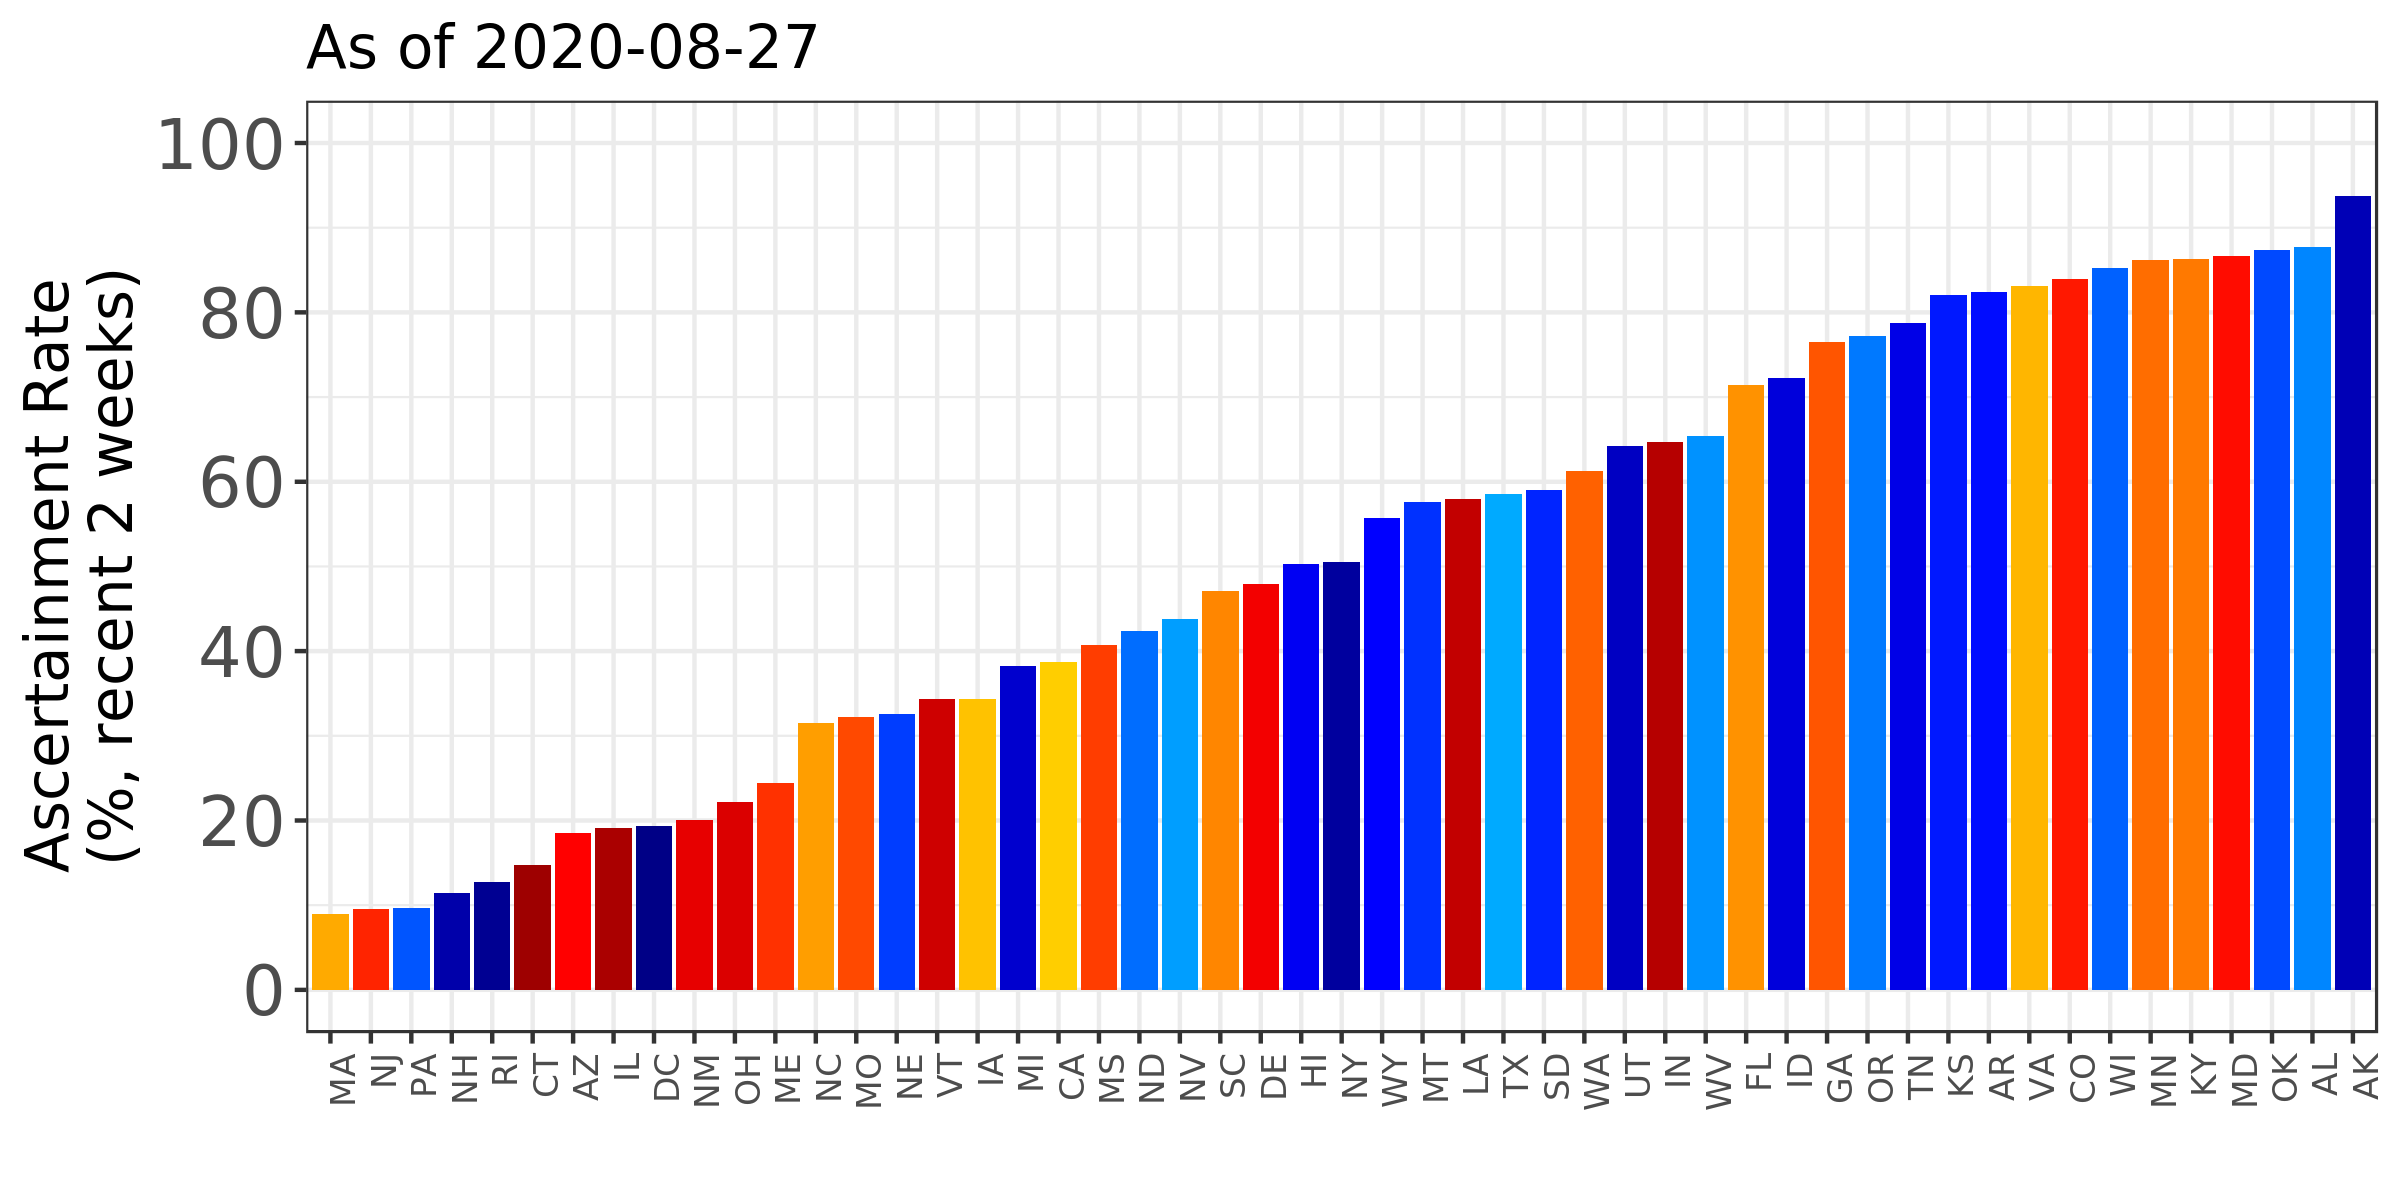 As of 2020-08-27
Ascertainment Rate
(%, recent 2 weeks)
100
80
60
40
20
0
MA
NJ
PA
NH
RI
CT
AZ
IL
DC
NM
OH
ME
NC
MO
NE
VT
IA
MI
CA
MS
ND
NV
SC
DE
HI
NY
WY
MT
LA
TX
SD
WA
UT
IN
WV
FL
ID
GA
OR
TN
KS
AR
VA
CO
WI
MN
KY
MD
OK
AL
AK